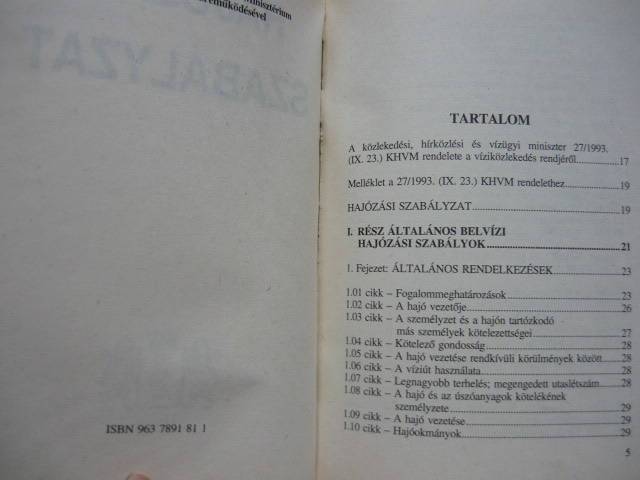 minisztérium
reműködésével
SZABÁLYZAT
ISBN 963 7891 81 1
TARTALOM
A közlekedési, hírközlési és vízügyi miniszter 27/1993.
(IX. 23.) KHVM rendelete a víziközlekedés rendjéről 17
Melléklet a 27/1993. (IX. 23.) KHVM rendelethez 19
HAJÓZÁSI SZABÁLYZAT 19
I. RÉSZ ÁLTALÁNOS BELVÍZI
HAJÓZÁSI SZABÁLYOK 21
1. Fejezet: ÁLTALÁNOS RENDELKEZÉSEK 23
1.01 cikk – Fogalommeghatározások 23
1.02 cikk – A hajó vezetője 26
1.03 cikk – A személyzet és a hajón tartózkodó
más személyek kötelezettségei 27
1.04 cikk – Kötelező gondosság 28
1.05 cikk – A hajó vezetése rendkívüli körülmények között 28
1.06 cikk – A víziút használata 28
1.07 cikk – Legnagyobb terhelés; megengedett utaslétszám 28
1.08 cikk – A hajó és az úszóanyagok kötelékének
személyzete 29
1.09 cikk – A hajó vezetése 29
1.10 cikk – Hajóokmányok 29
5